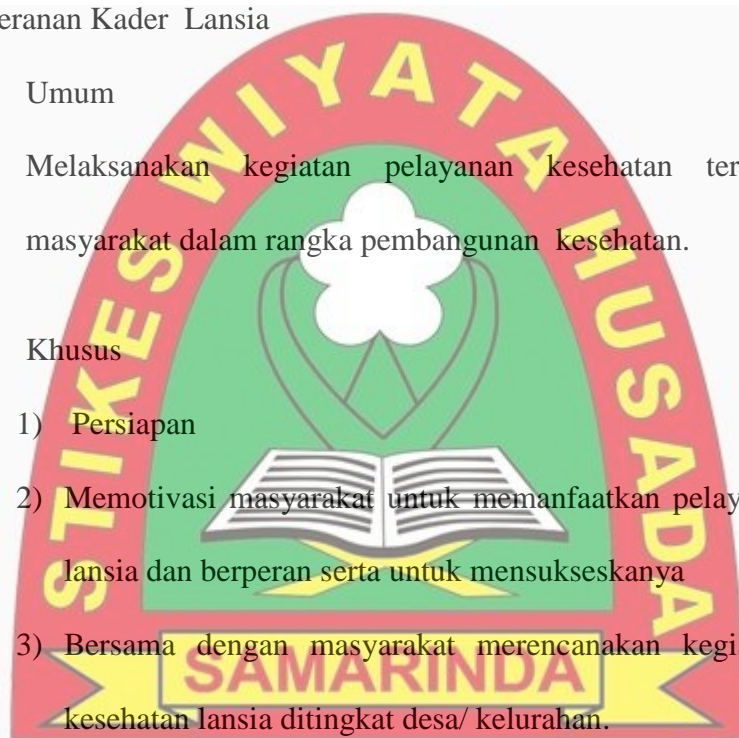 eranan Kader Lansia
Umum
Melaksanakan kegiatan pelayanan kesehatan ter
masyarakat dalam rangka pembangunan kesehatan.
Khusus
1) Persiapan
2) Memotivasi masyarakat untuk memanfaatkan pelay
lansia dan berperan serta untuk mensukseskanya
3) Bersama dengan masyarakat merencanakan kegi
kesehatan lansia ditingkat desa/ kelurahan.
STIKES WIYATA HUSADA
SAMARINDA